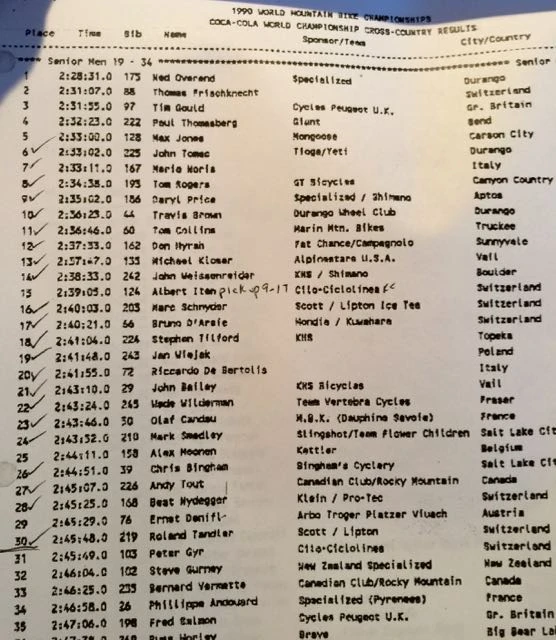 1990 WORLD MOUNTAIN BIKE CHAMPIONSHIPS
COCA-COLA WORLD CHAMPIONSHIP CROSS-COUNTRY RESULTS
Place Time Bib Name Sponsor/Team City/Country
Senior Men 19 - 34 Senior
1 2:28:31.0 175 Ned Overend Specialized Durango
2 2:31:07.0 88 Thomas Frischknecht Switzerland
3 2:31:55.0 97 Tim Gould Cycles Peugeot U.K. Gr. Britain
4 2:32:23.0 222 Paul Thomasberg Giant Bend
5 2:33:00.0 128 Max Jones Mongoose Carson City
6 2:33:02.0 225 John Tomac Tioga/Yeti Durango
7 2:33:11.0 167 Mario Noris Italy
8 2:34:38.0 193 Tom Rogers GT Bicycles Canyon Country
9 2:35:02.0 186 Daryl Price Specialized / Shimano Aptos
10 2:36:23.0 44 Travis Brown Durango Wheel Club Durango
11 2:36:46.0 60 Tom Collins Marin Mtn. Bikes Truckee
12 2:37:33.0 162 Don Myrah Fat Chance/Campagnolo Sunnyvale
13 2:37:47.0 133 Michael Kloser Alpinestars U.S.A. Vail
14 2:38:33.0 242 John Weissenreider KHS / Shimano Boulder
15 2:39:05.0 124 Albert Iten pick up 9-17 Cilo-Ciclolines Switzerland
16 2:40:03.0 203 Marc Schnyder Scott / Lipton Ice Tea Switzerland
17 2:40:21.0 66 Bruno D'Arsie Hondia / Kuwahara Switzerland
18 2:41:04.0 224 Stephen Tilford KHS Topeka
19 2:41:48.0 243 Jan Wiejak Poland
20 2:41:55.0 72 Riccardo De Bertolis Italy
21 2:43:10.0 29 John Bailey KHS Bicycles Vail
22 2:43:24.0 245 Wade Wilderman Team Vertebra Cycles Fraser
23 2:43:46.0 50 Olaf Candau M.B.K. (Dauphine Savoie) France
24 2:43:52.0 210 Mark Smedley Slingshot/Team Flower Children Salt Lake Cit
25 2:44:11.0 158 Alex Moonen Kettler Belgium
26 2:44:51.0 39 Chris Bingham Bingham's Cyclery Salt Lake Cit
27 2:45:07.0 226 Andy Tout Canadian Club/Rocky Mountain Canada
28 2:45:25.0 168 Beat Nydegger Klein / Pro-Tec Switzerland
29 2:45:29.0 76 Ernst Denifl Arbo Troger Platzer Vluach Austria
30 2:45:48.0 219 Roland Tandler Scott / Lipton Switzerland
31 2:45:49.0 103 Peter Gyr Cilo-Ciclolines Switzerland
32 2:46:04.0 102 Steve Gurney New Zealand Specialized New Zealand
33 2:46:25.0 235 Bernard Vermette Canadian Club/Rocky Mountain Canada
34 2:46:58.0 26 Phillippe Andouard Specialized (Pyrenees) France
35 2:47:06.0 198 Fred Salmon Cycles Peugeot U.K. Gr. Britain
Horley Brave Big Bear La